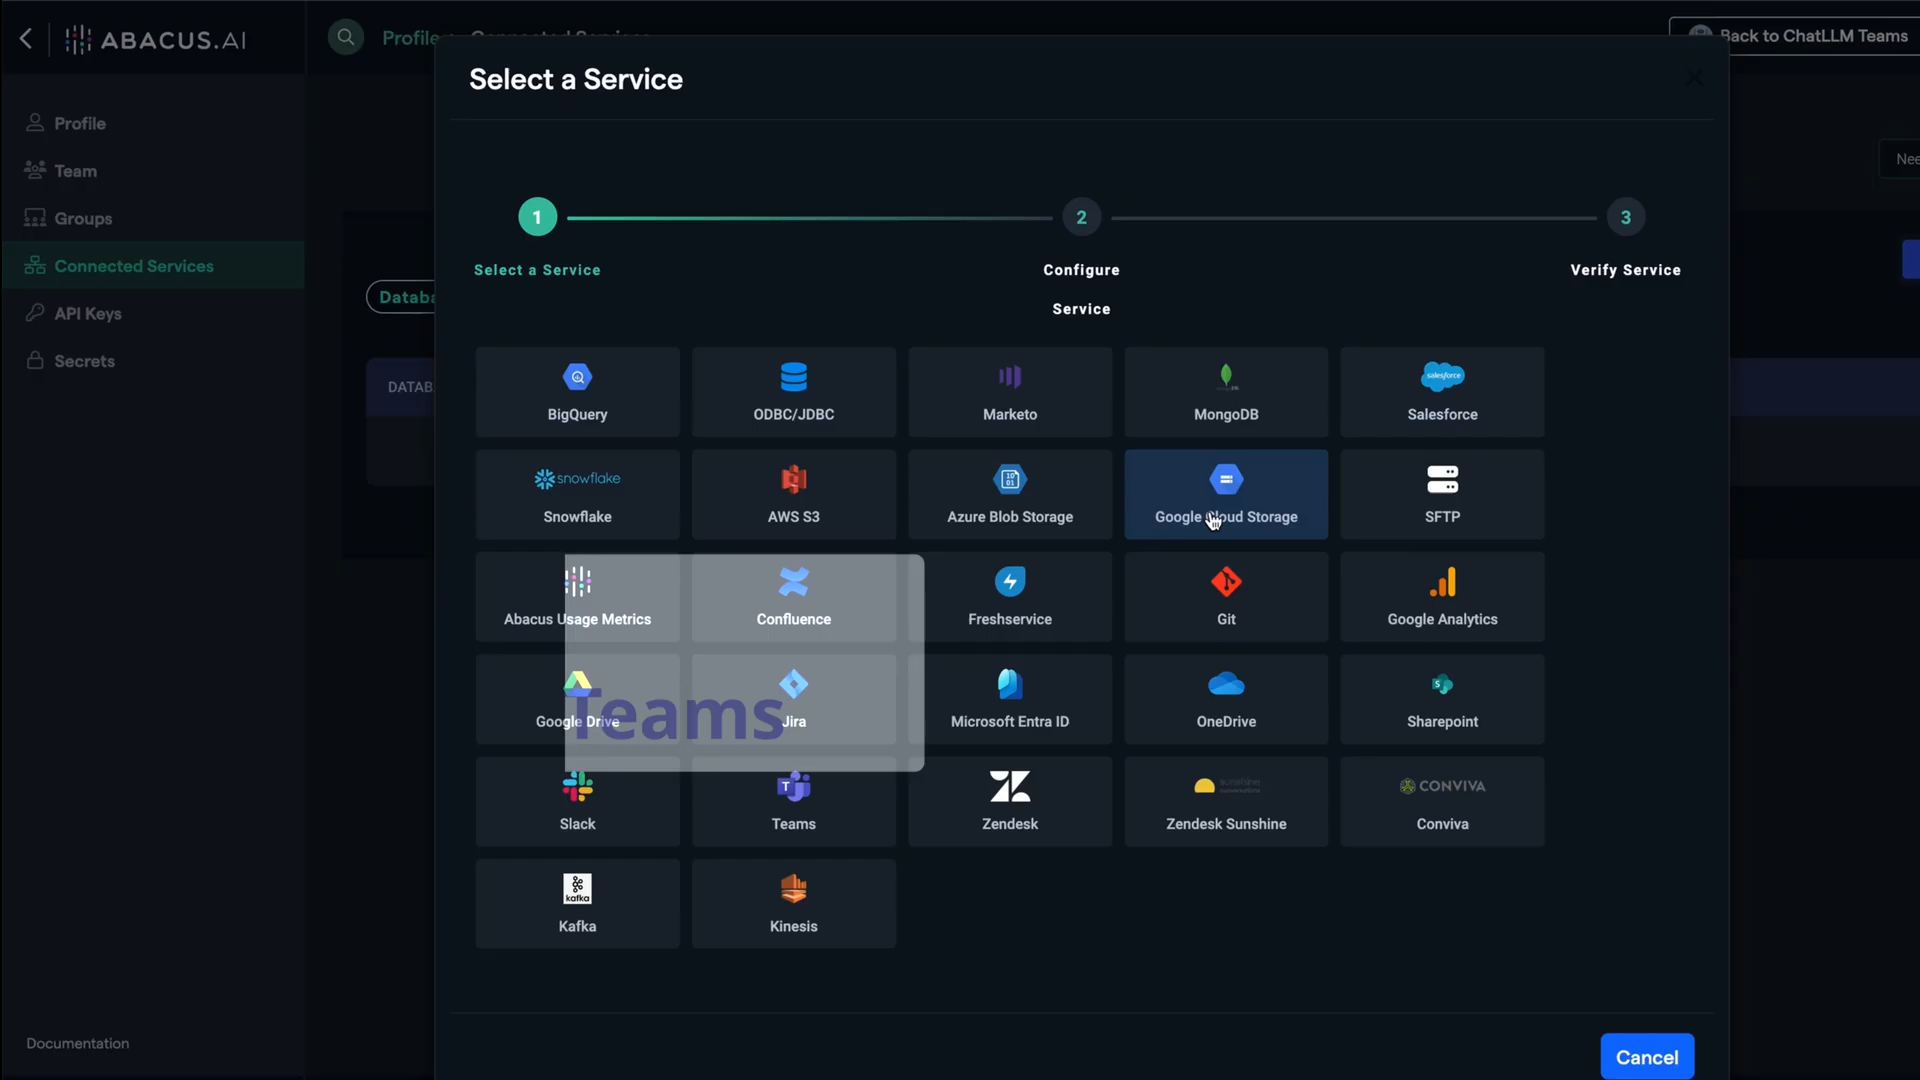 ABACUS.AI
Profile
Back to ChatLLM Teams
Select a Service
Profile
Team
Groups
Connected Services
API Keys
Secrets
1
2
3
Select a Service
Configure
Service
Verify Service
BigQuery
ODBC/JDBC
Marketo
MongoDB
salesforce
Salesforce
snowflake
Snowflake
AWS S3
10
01
Azure Blob Storage
Google Cloud Storage
SFTP
Abacus Usage Metrics
Confluence
Freshservice
Git
Google Analytics
Google Drive
Jira
Microsoft Entra ID
OneDrive
S
Sharepoint
Teams
Slack
T
Teams
Zendesk
Zendesk Sunshine
CONVIVA
Conviva
kafka
Kafka
Kinesis
Documentation
Cancel